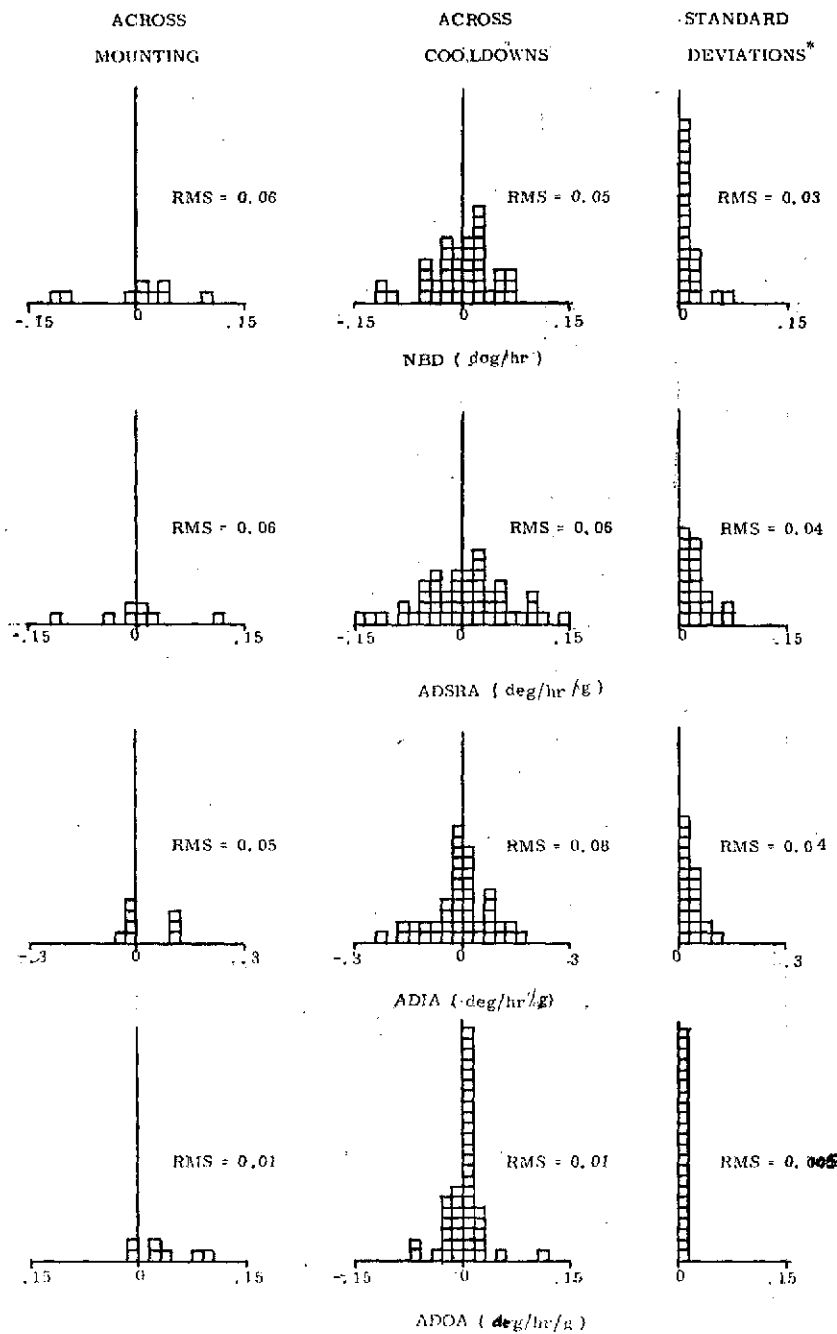 ACROSS MOUNTING
ACROSS COOLDOWNS
STANDARD DEVIATIONS*
RMS = 0.06
RMS = 0.05
RMS = 0.03
-.15 0 .15
-.15 0 .15
0 .15
NBD (deg/hr)
RMS = 0.06
RMS = 0.06
RMS = 0.04
-.15 0 .15
-.15 0 .15
0 .15
ADSRA (deg/hr/g)
RMS = 0.05
RMS = 0.08
RMS = 0.04
-.3 0 .3
-.3 0 .3
0 .3
ADIA (deg/hr/g)
RMS = 0.01
RMS = 0.01
RMS = 0.005
.15 0 .15
-.15 0 .15
0 .15
ADOA (deg/hr/g)